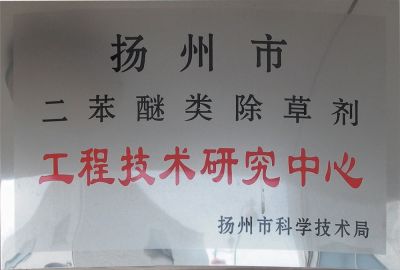 扬州市
二苯醚类除草剂
工程技术研究中心
扬州市科学技术局